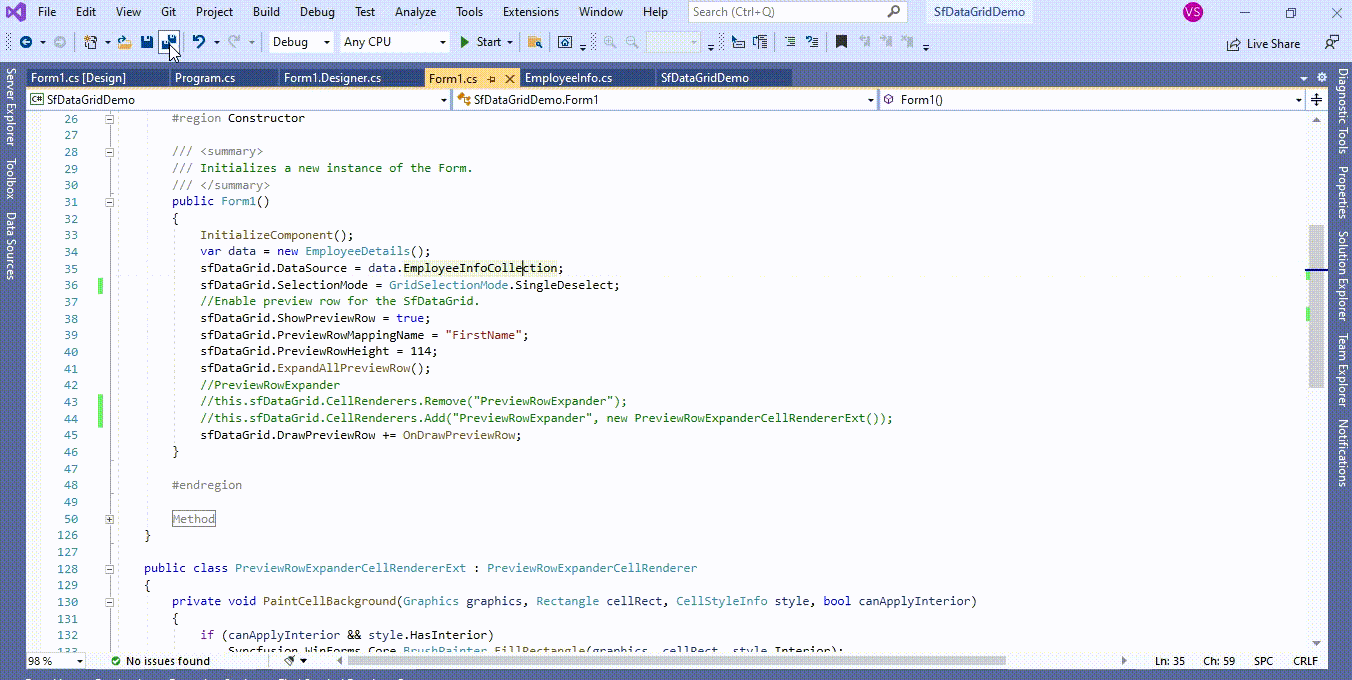 File Edit View Git Project Build Debug Test Analyze Tools Extensions Window Help Search (Ctrl+Q) SfDataGridDemo VS
Debug Any CPU Start Live Share
Form1.cs [Design] Program.cs Form1.Designer.cs Form1.cs EmployeeInfo.cs SfDataGridDemo
C# SfDataGridDemo SfDataGridDemo.Form1 Form1()
Server Explorer
Toolbox
Data Sources
26 #region Constructor
27
28 /// <summary>
29 /// Initializes a new instance of the Form.
30 /// </summary>
31 public Form1()
32 {
33 InitializeComponent();
34 var data = new EmployeeDetails();
35 sfDataGrid.DataSource = data.EmployeeInfoCollection;
36 sfDataGrid.SelectionMode = GridSelectionMode.SingleDeselect;
37 //Enable preview row for the SfDataGrid.
38 sfDataGrid.ShowPreviewRow = true;
39 sfDataGrid.PreviewRowMappingName = "FirstName";
40 sfDataGrid.PreviewRowHeight = 114;
41 sfDataGrid.ExpandAllPreviewRow();
42 //PreviewRowExpander
43 //this.sfDataGrid.CellRenderers.Remove("PreviewRowExpander");
44 //this.sfDataGrid.CellRenderers.Add("PreviewRowExpander", new PreviewRowExpanderCellRendererExt());
45 sfDataGrid.DrawPreviewRow += OnDrawPreviewRow;
46 }
47
48 #endregion
49
50 Method
126 }
127
128 public class PreviewRowExpanderCellRendererExt : PreviewRowExpanderCellRenderer
129 {
130 private void PaintCellBackground(Graphics graphics, Rectangle cellRect, CellStyleInfo style, bool canApplyInterior)
131 {
132 if (canApplyInterior && style.HasInterior)
133 Syncfusion.WinForms.Core.BrushPainter.FillRectangle(graphics, cellRect, style.Interior);
Diagnostic Tools
Properties
Solution Explorer
Team Explorer
Notifications
98 % No issues found Ln: 35 Ch: 59 SPC CRLF